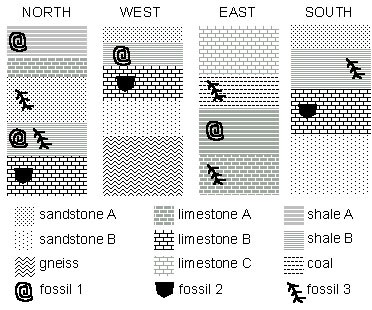 NORTH WEST EAST SOUTH
sandstone A limestone A shale A
sandstone B limestone B shale B
gneiss limestone C coal
fossil 1 fossil 2 fossil 3